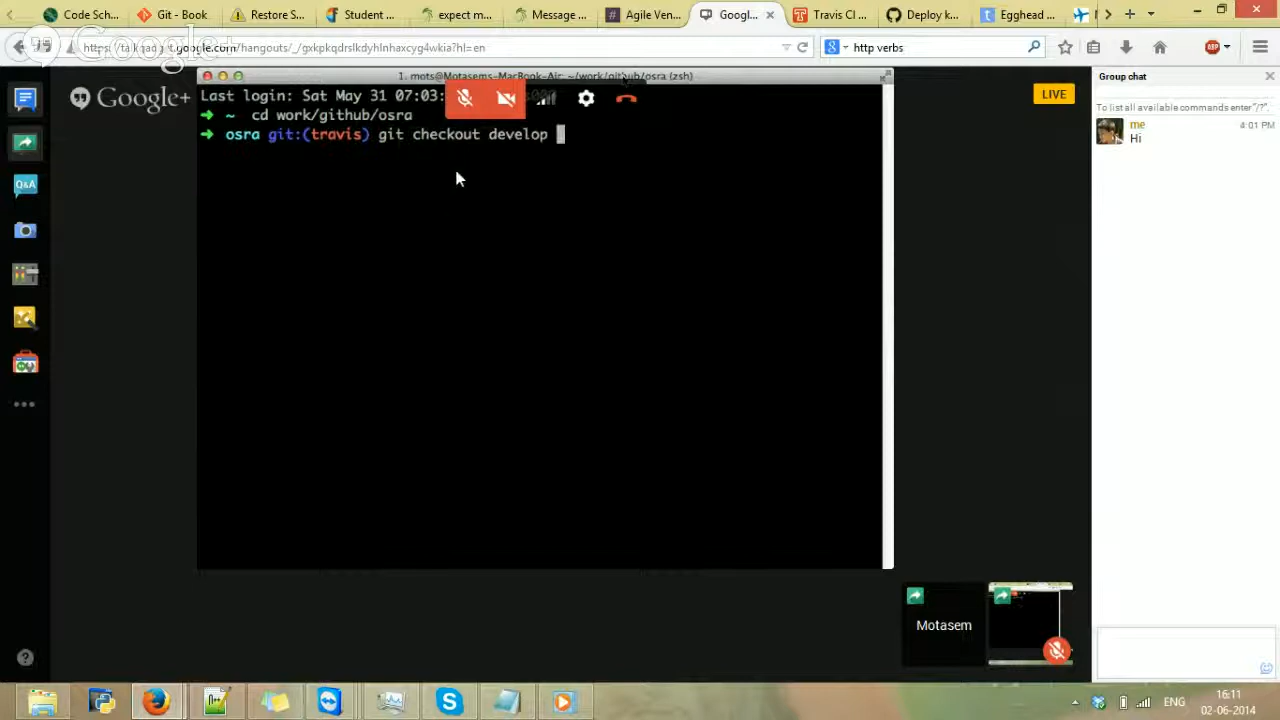 Code Sch...
Git - Book
Restore S...
Student ...
expect m...
Message ...
Agile Ven...
Googl...
Travis CI ...
Deploy k...
Egghead ...
http verbs
Google+
1. mots@Motasems-MacBook-Air: ~/work/github/osra (zsh)
Last login: Sat May 31 07:03:
➜ ~ cd work/github/osra
➜ osra git:(travis) git checkout develop
LIVE
Q&A
Group chat
To list all available commands enter "/?".
me
4:01 PM
Hi
Motasem
ENG
16:11
02-06-2014